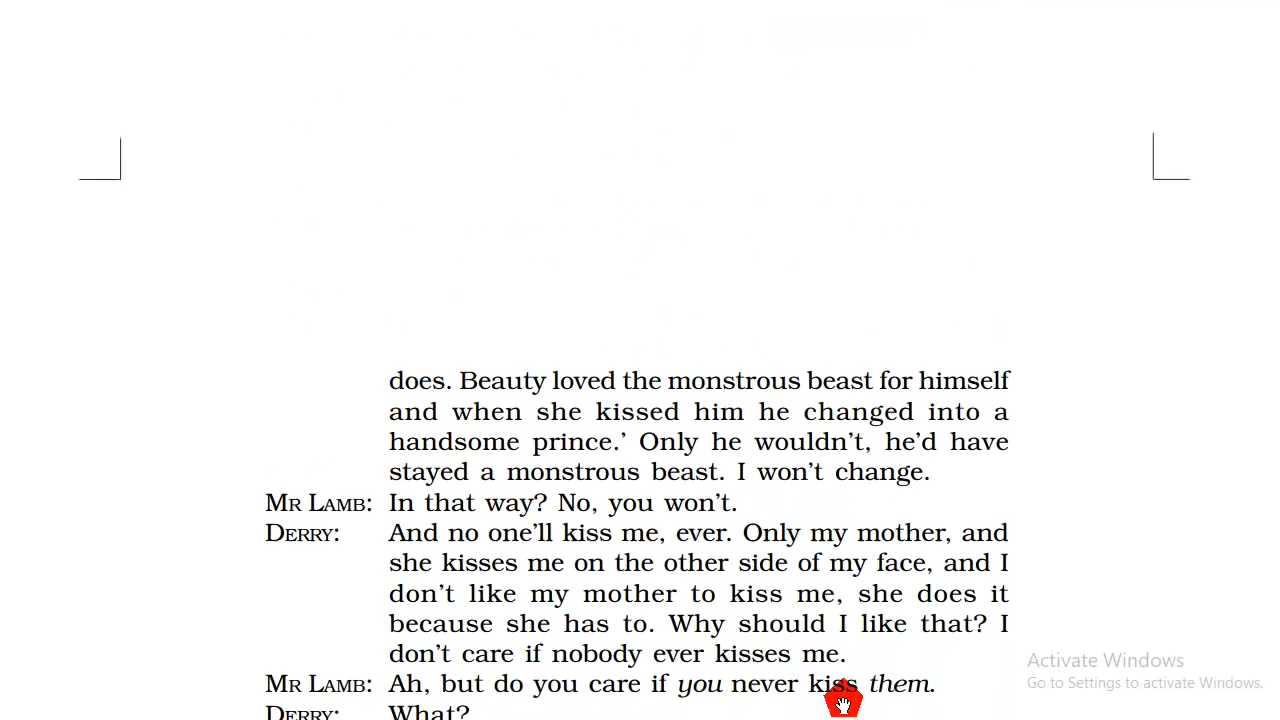 does. Beauty loved the monstrous beast for himself
and when she kissed him he changed into a
handsome prince.’ Only he wouldn’t, he’d have
stayed a monstrous beast. I won’t change.
MR LAMB: In that way? No, you won’t.
DERRY: And no one’ll kiss me, ever. Only my mother, and
she kisses me on the other side of my face, and I
don’t like my mother to kiss me, she does it
because she has to. Why should I like that? I
don’t care if nobody ever kisses me.
MR LAMB: Ah, but do you care if you never kiss them.
DERRY: What?
Activate Windows
Go to Settings to activate Windows.